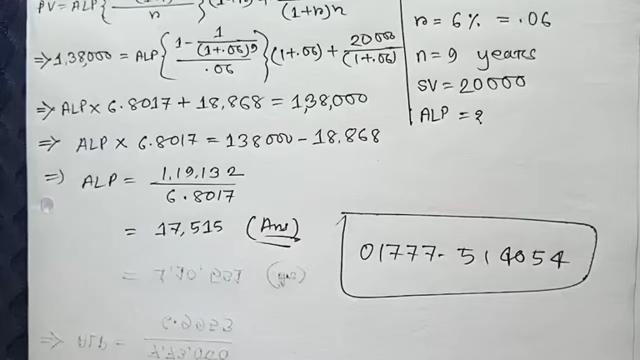 PV = ALP {
n
} (1+n)n
r = 6% = .06
⇒ 1,38,000 = ALP { 1 - 1/(1+.06)9 / .06 } (1+.06) + 20000/(1+.06)
n = 9 years
SV = 20000
⇒ ALP × 6.8017 + 18,868 = 1,38,000
ALP = ?
⇒ ALP × 6.8017 = 138000 - 18.868
⇒ ALP = 1,19,132 / 6.8017
= 17,515 (Ans)
01777-514054